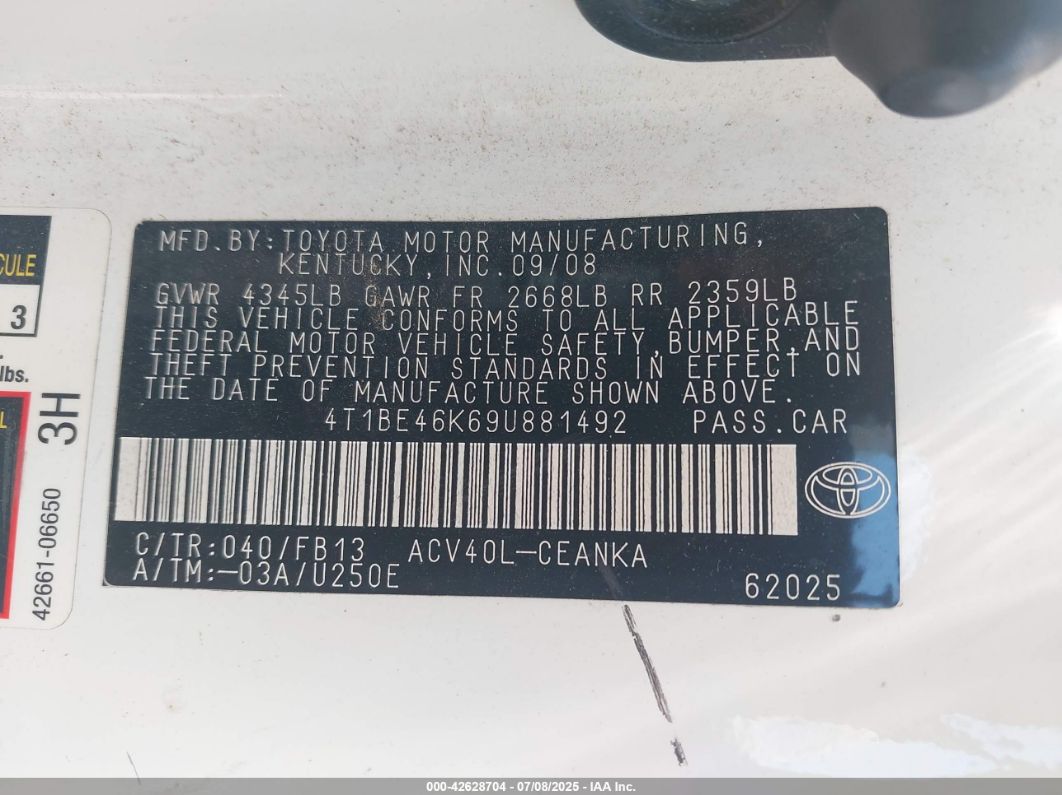 MFD.BY:TOYOTA MOTOR MANUFACTURING,
KENTUCKY,INC.09/08
GVWR 4345LB GAWR FR 2668LB RR 2359LB
THIS VEHICLE CONFORMS TO ALL APPLICABLE
FEDERAL MOTOR VEHICLE SAFETY,BUMPER,AND
THEFT PREVENTION STANDARDS IN EFFECT ON
THE DATE OF MANUFACTURE SHOWN ABOVE.
4T1BE46K69U881492 PASS.CAR
C/TR:040/FB13 ACV40L-CEANKA
A/TM:-03A/U250E 62025
3
lbs.
3H
42661-06650
000-42628704 - 07/08/2025 - IAA Inc.